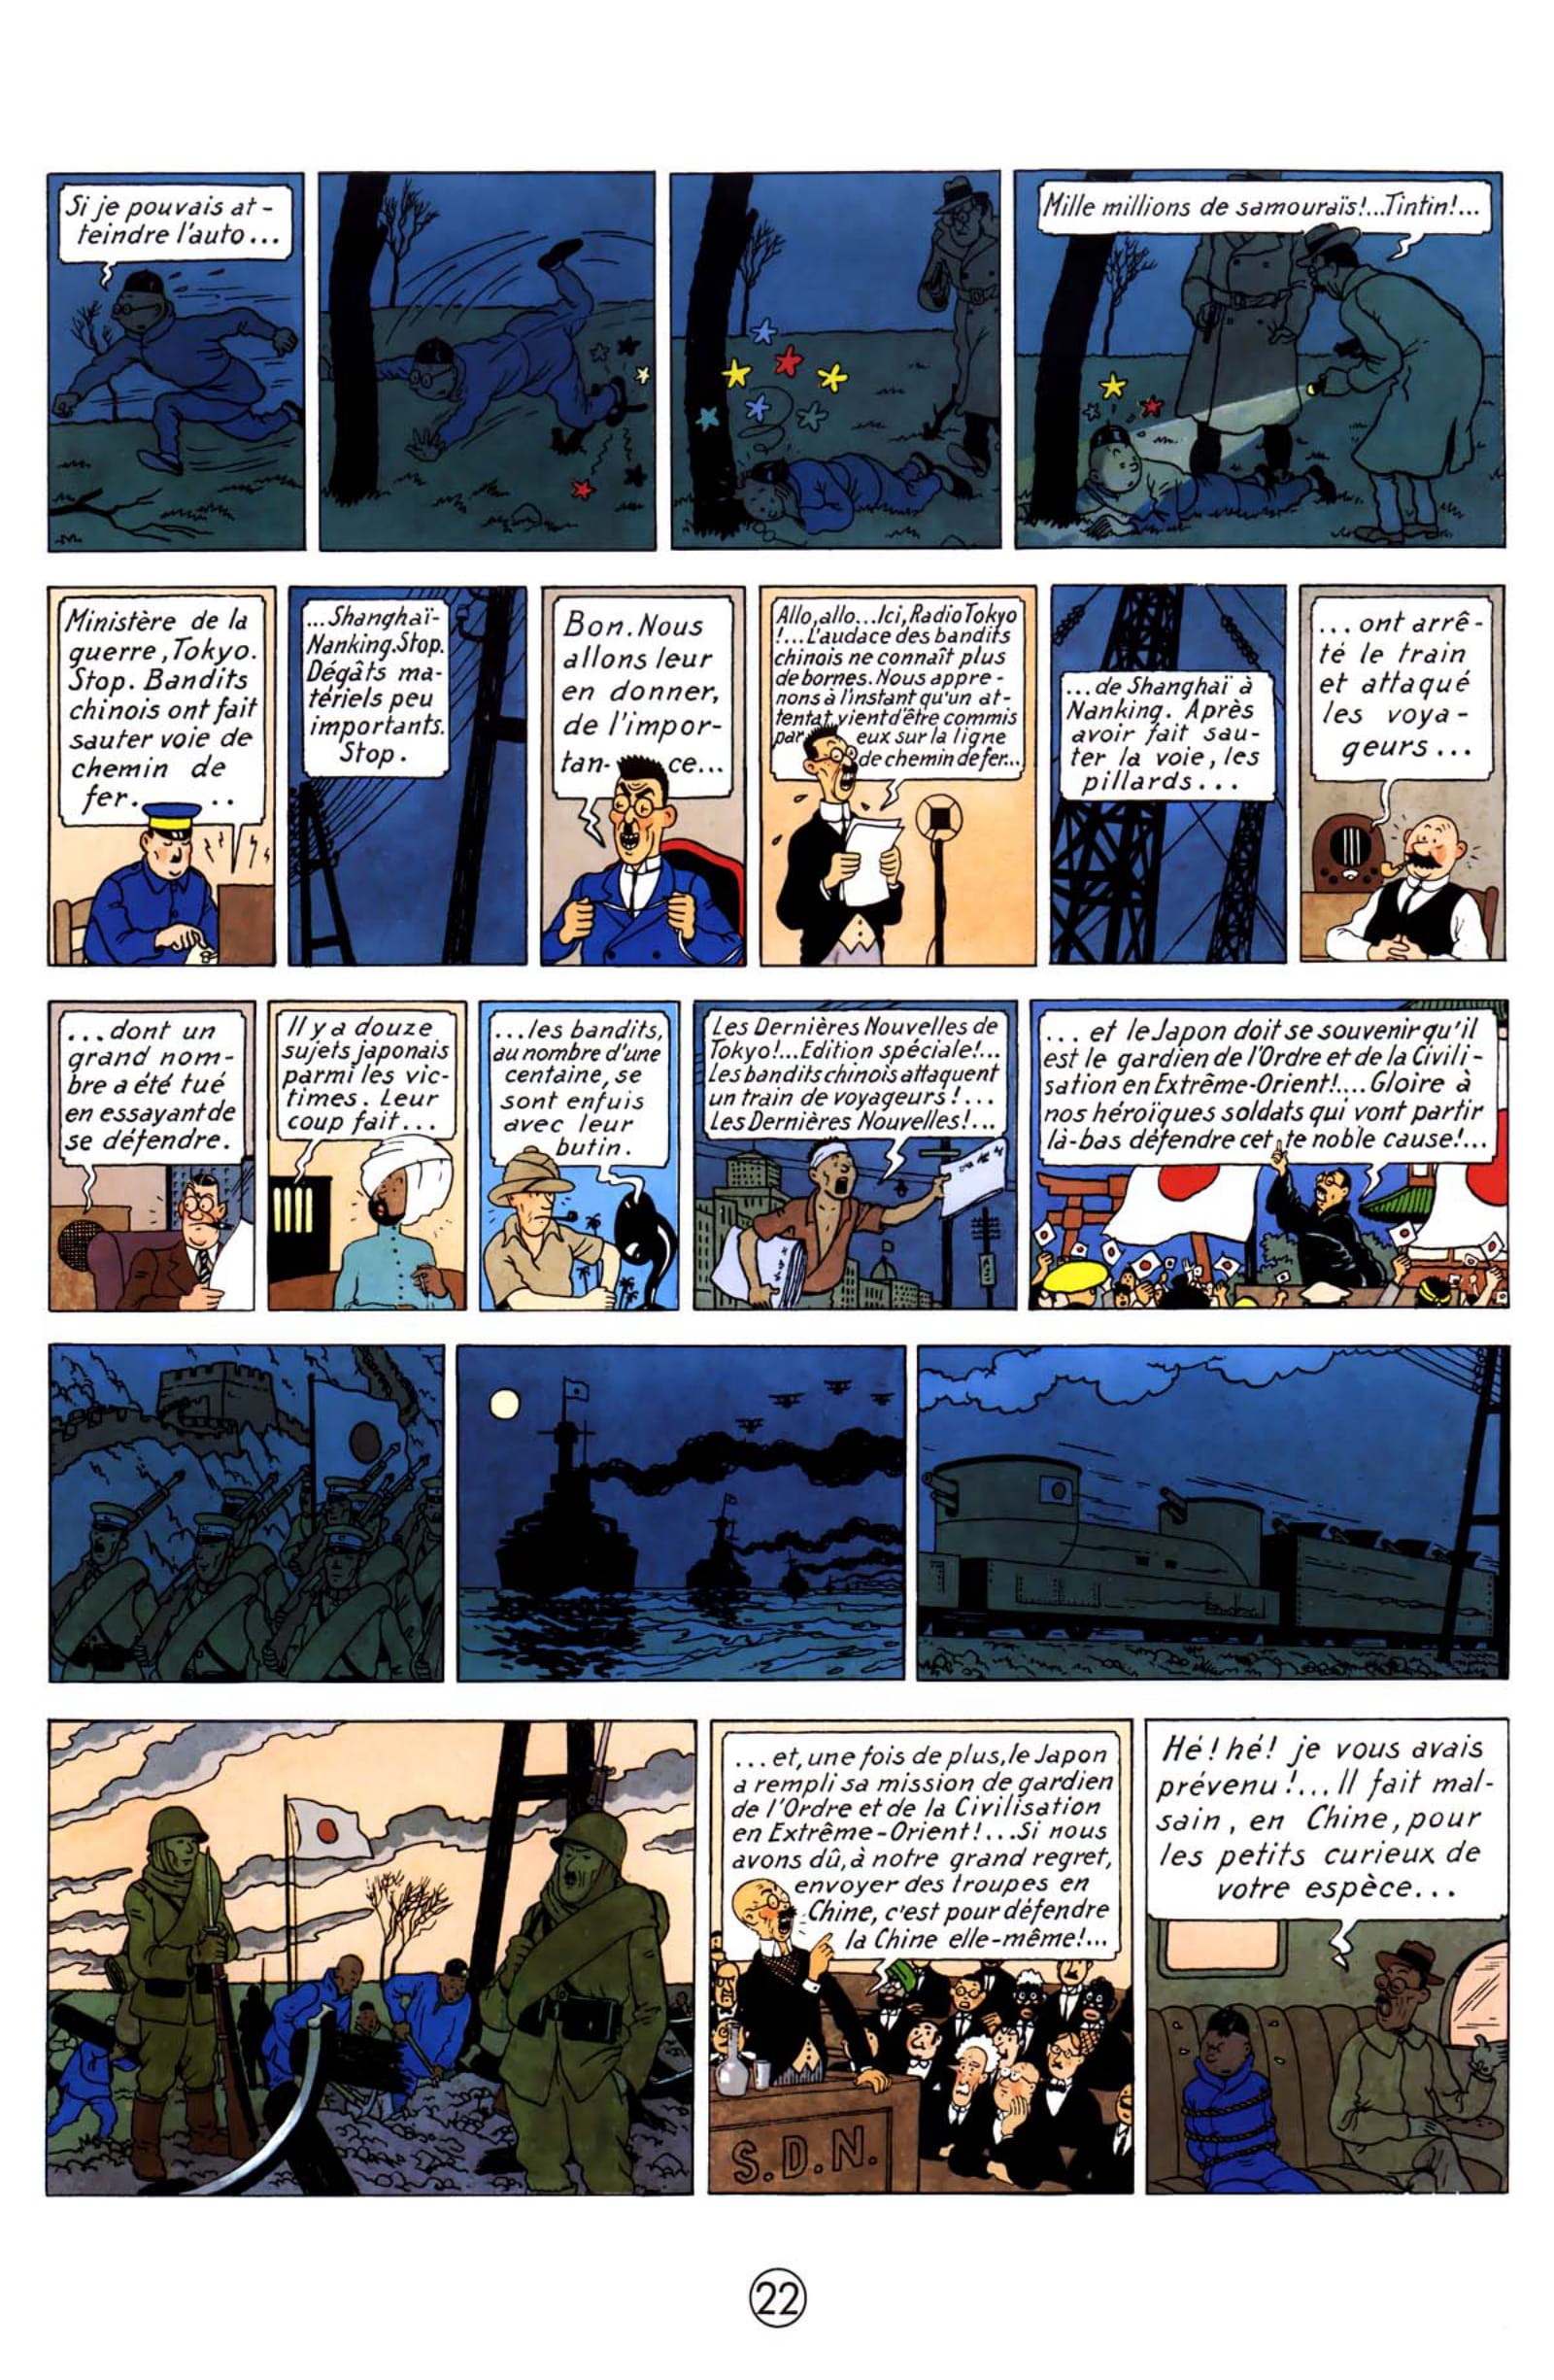 Si je pouvais at-
teindre l'auto...
Mille millions de samouraïs!...Tintin!...
Ministère de la
guerre, Tokyo.
Stop. Bandits
chinois ont fait
sauter voie de
chemin de
fer. ..
...Shanghaï-
Nanking. Stop.
Dégâts ma-
tériels peu
importants.
Stop.
Bon. Nous
allons leur
en donner,
de l'impor-
tan- ce...
Allo, allo... Ici, Radio Tokyo
!... L'audace des bandits
chinois ne connaît plus
de bornes. Nous appre-
nons à l'instant qu'un at-
tentat vient d'être commis
par eux sur la ligne
de chemin de fer...
...de Shanghaï à
Nanking. Après
avoir fait sau-
ter la voie, les
pillards...
...ont arrê-
té le train
et attaqué
les voya-
geurs...
...dont un
grand nom-
bre a été tué
en essayant de
se défendre.
Il y a douze
sujets japonais
parmi les vic-
times. Leur
coup fait...
...les bandits,
au nombre d'une
centaine, se
sont enfuis
avec leur
butin.
Les Dernières Nouvelles de
Tokyo!... Edition spéciale!...
Les bandits chinois attaquent
un train de voyageurs!...
Les Dernières Nouvelles!...
... et le Japon doit se souvenir qu'il
est le gardien de l'Ordre et de la Civili-
sation en Extrême-Orient!... Gloire à
nos héroïques soldats qui vont partir
là-bas défendre cet te noble cause!...
...et, une fois de plus, le Japon
a rempli sa mission de gardien
de l'Ordre et de la Civilisation
en Extrême-Orient!...Si nous
avons dû, à notre grand regret,
envoyer des troupes en
Chine, c'est pour défendre
la Chine elle-même!...
S.D.N.
Hé! hé! je vous avais
prévenu!... Il fait mal-
sain, en Chine, pour
les petits curieux de
votre espèce...
22